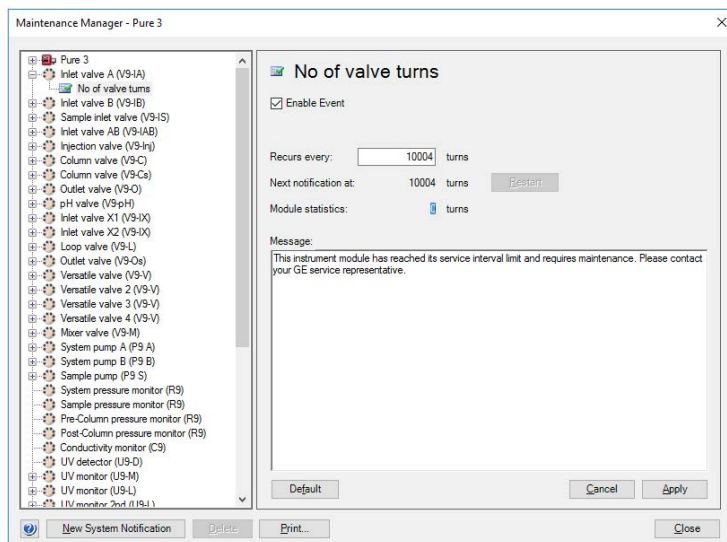 Maintenance Manager - Pure 3
Pure 3
Inlet valve A (V9-IA)
No of valve turns
Inlet valve B (V9-IB)
Sample inlet valve (V9-IS)
Inlet valve AB (V9-IAB)
Injection valve (V9-Inj)
Column valve (V9-C)
Column valve (V9-Cs)
Outlet valve (V9-O)
pH valve (V9-pH)
Inlet valve X1 (V9-IX)
Inlet valve X2 (V9-IX)
Loop valve (V9-L)
Outlet valve (V9-Os)
Versatile valve (V9-V)
Versatile valve 2 (V9-V)
Versatile valve 3 (V9-V)
Versatile valve 4 (V9-V)
Mixer valve (V9-M)
System pump A (P9 A)
System pump B (P9 B)
Sample pump (P9 S)
System pressure monitor (R9)
Sample pressure monitor (R9)
Pre-Column pressure monitor (R9)
Post-Column pressure monitor (R9)
Conductivity monitor (C9)
UV detector (U9-D)
UV monitor (U9-M)
UV monitor (U9-L)
UV monitor 2nd (U9-L)
No of valve turns
Enable Event
Recurs every: 10004 turns
Next notification at: 10004 turns Restart
Module statistics: 0 turns
Message:
This instrument module has reached its service interval limit and requires maintenance. Please contact
your GE service representative.
Default Cancel Apply
New System Notification Delete Print... Close